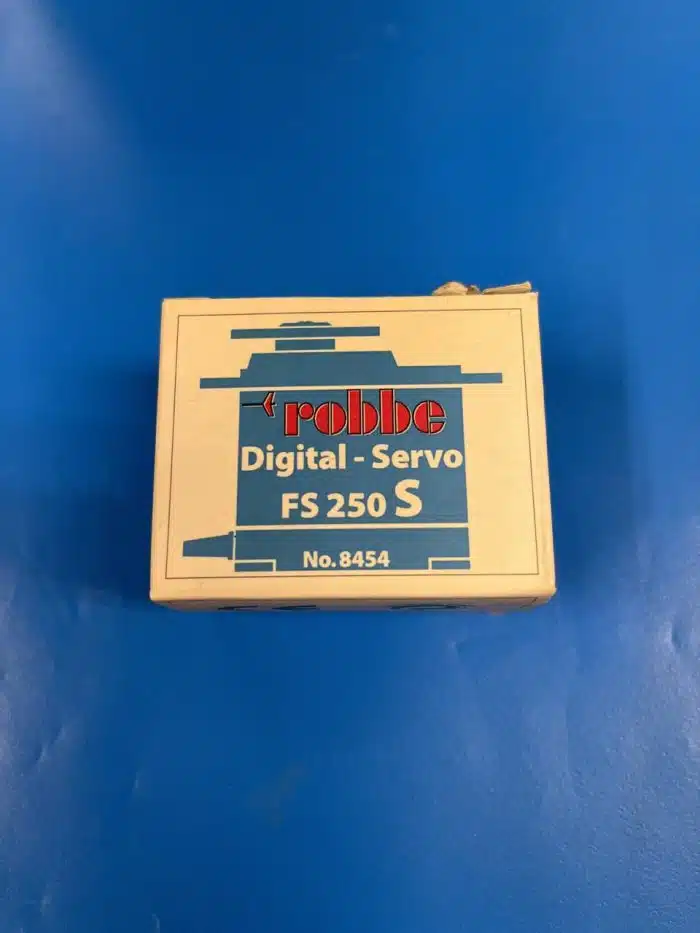 robbe
Digital - Servo
FS 250 S
No. 8454